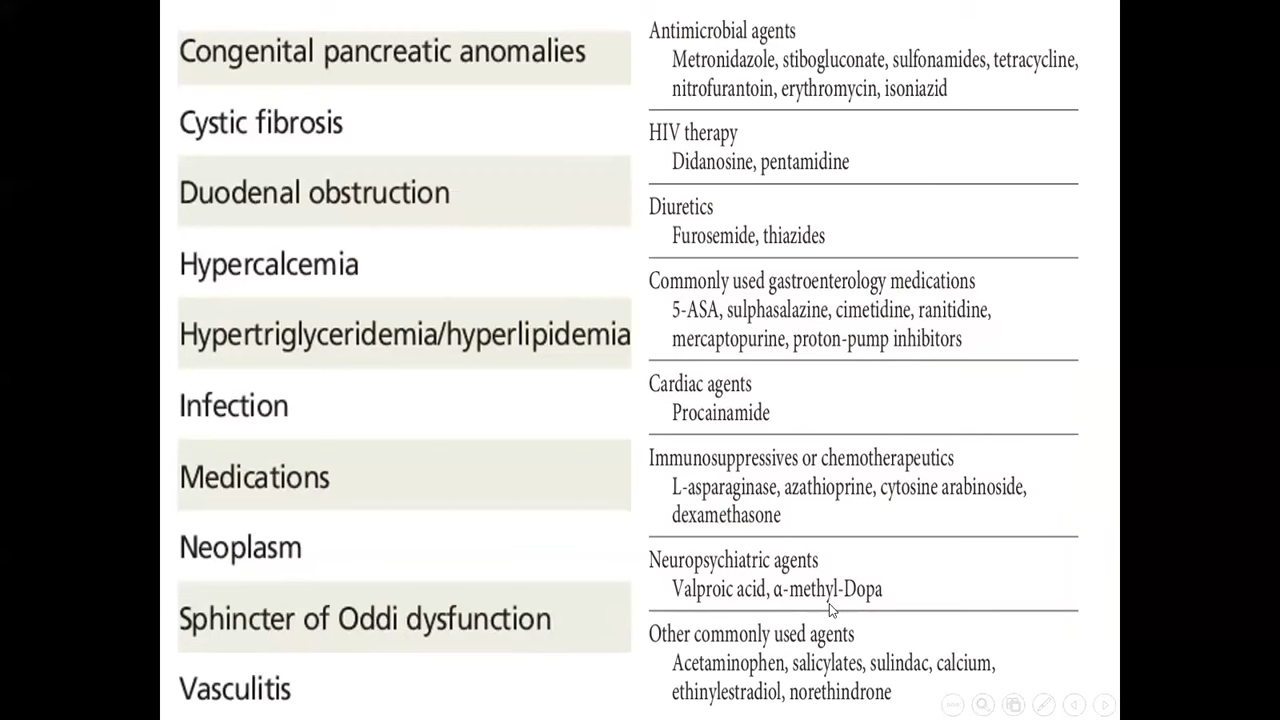 Congenital pancreatic anomalies
Cystic fibrosis
Duodenal obstruction
Hypercalcemia
Hypertriglyceridemia/hyperlipidemia
Infection
Medications
Neoplasm
Sphincter of Oddi dysfunction
Vasculitis
Antimicrobial agents
Metronidazole, stibogluconate, sulfonamides, tetracycline,
nitrofurantoin, erythromycin, isoniazid
HIV therapy
Didanosine, pentamidine
Diuretics
Furosemide, thiazides
Commonly used gastroenterology medications
5-ASA, sulphasalazine, cimetidine, ranitidine,
mercaptopurine, proton-pump inhibitors
Cardiac agents
Procainamide
Immunosuppressives or chemotherapeutics
L-asparaginase, azathioprine, cytosine arabinoside,
dexamethasone
Neuropsychiatric agents
Valproic acid, α-methyl-Dopa
Other commonly used agents
Acetaminophen, salicylates, sulindac, calcium,
ethinylestradiol, norethindrone